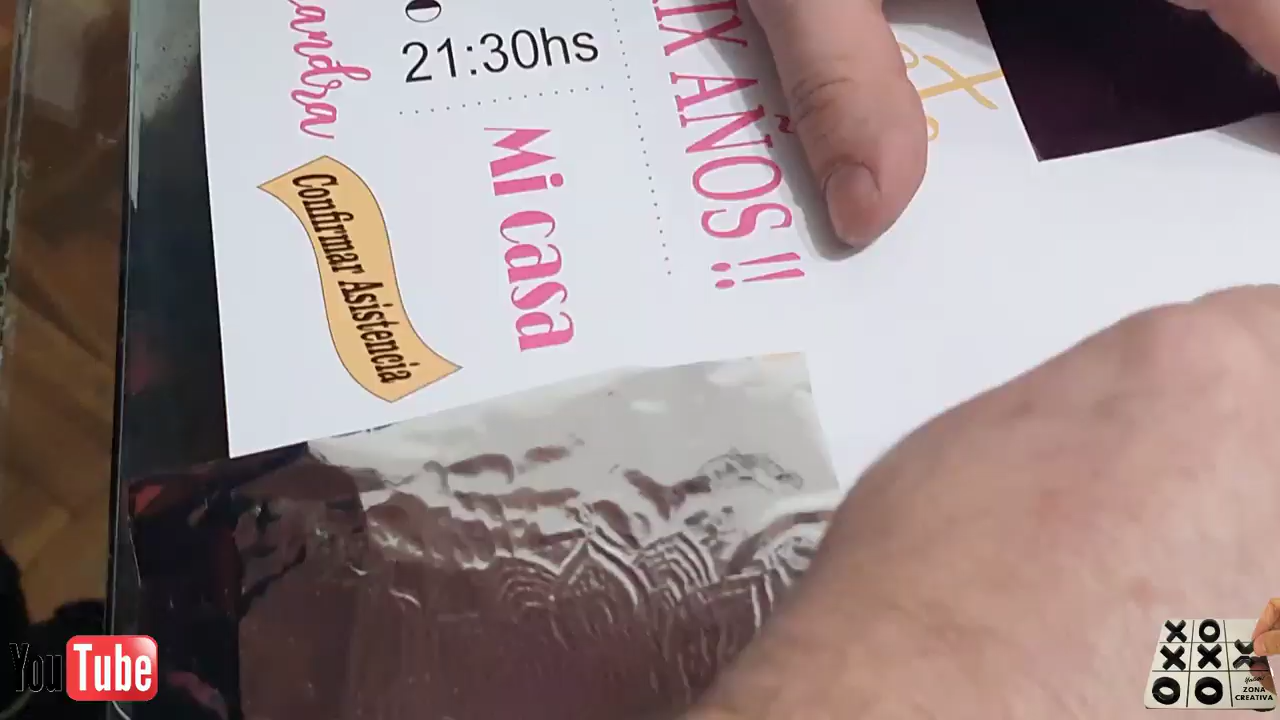 21:30hs
Mi casa
Confirmar Asistencia
AÑOS !!
YouTube
ZONA
CREATIVA